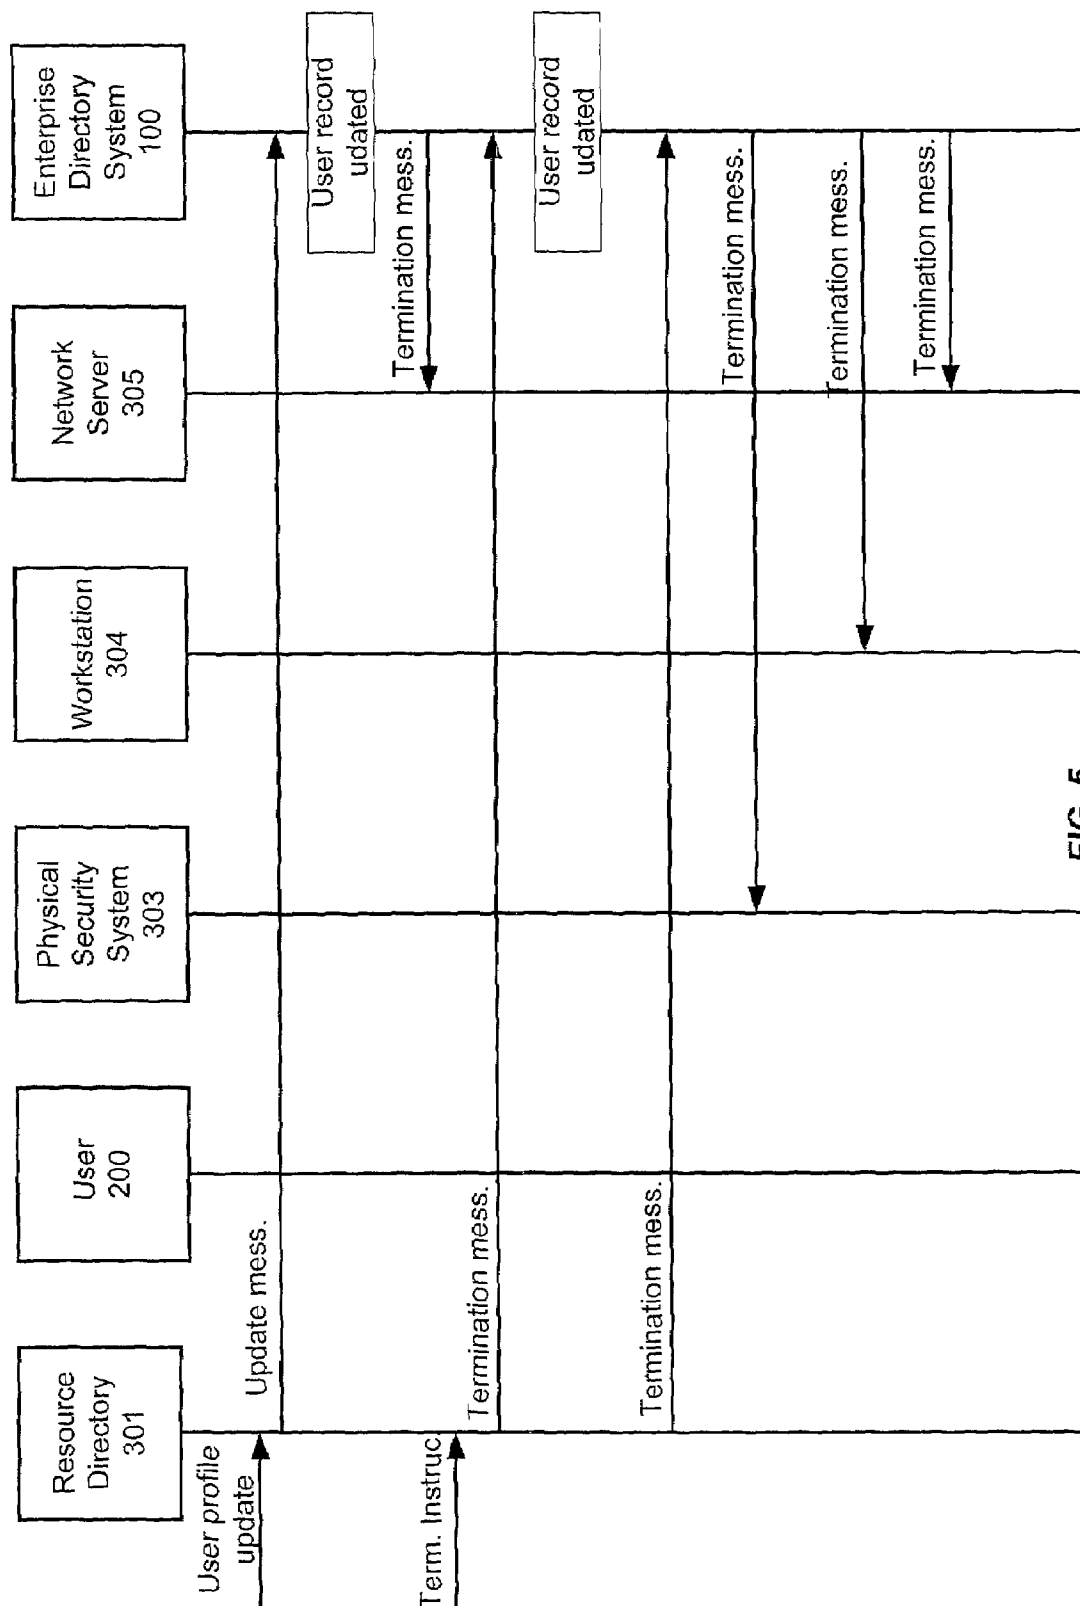 Resource
Directory
301
User
200
Physical
Security
System
303
Workstation
304
Network
Server
305
Enterprise
Directory
System
100
User profile
update
Update mess.
User record
udated
Termination mess.
Term. Instruc.
Termination mess.
User record
udated
Termination mess.
Termination mess.
Termination mess.
Termination mess.
FIG. 5